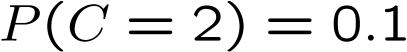 P(C = 2) = 0.1